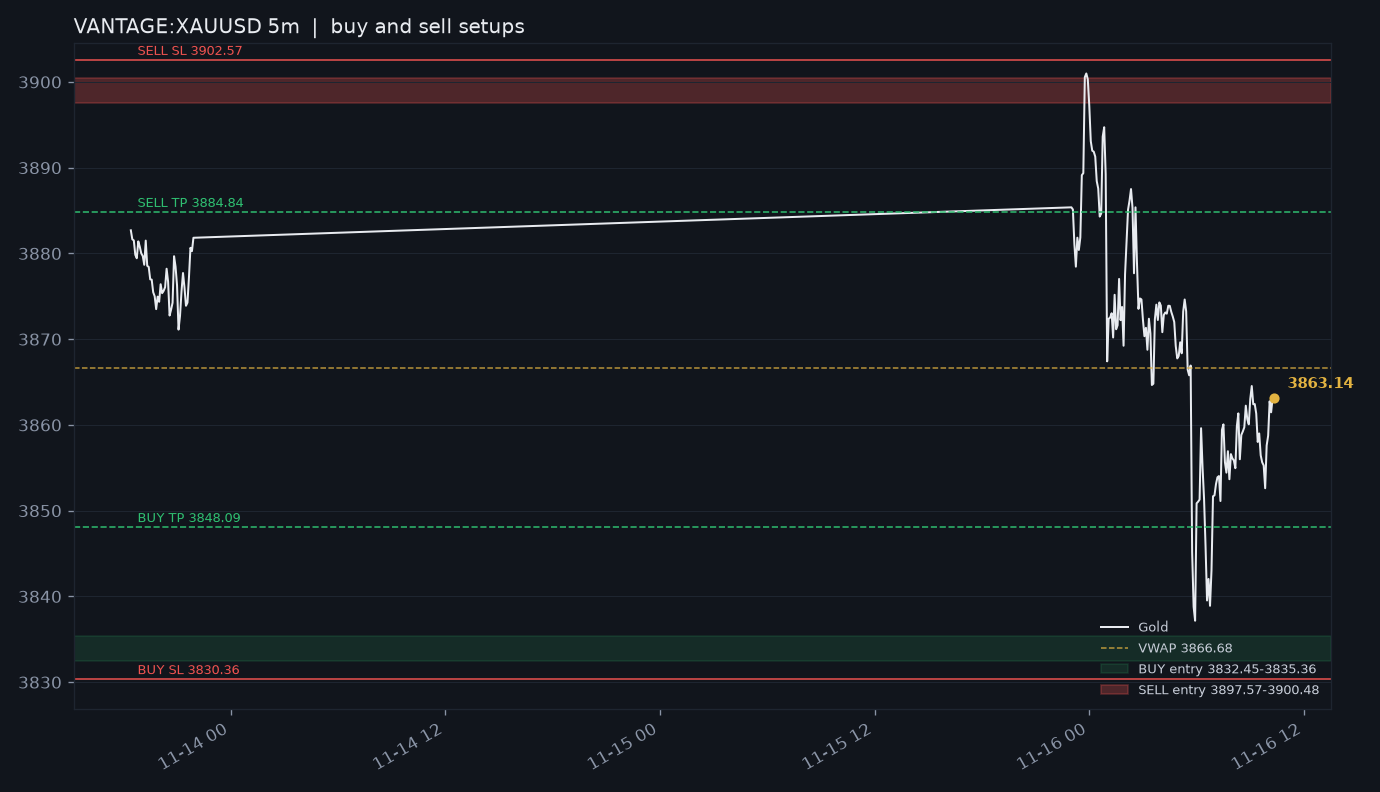 VANTAGE:XAUUSD 5m | buy and sell setups
SELL SL 3902.57
3900
3890
SELL TP 3884.84
3880
3870
3863.14
3860
3850
BUY TP 3848.09
3840
3830
BUY SL 3830.36
Gold
VWAP 3866.68
BUY entry 3832.45-3835.36
SELL entry 3897.57-3900.48
11-14 00
11-14 12
11-15 00
11-15 12
11-16 00
11-16 12